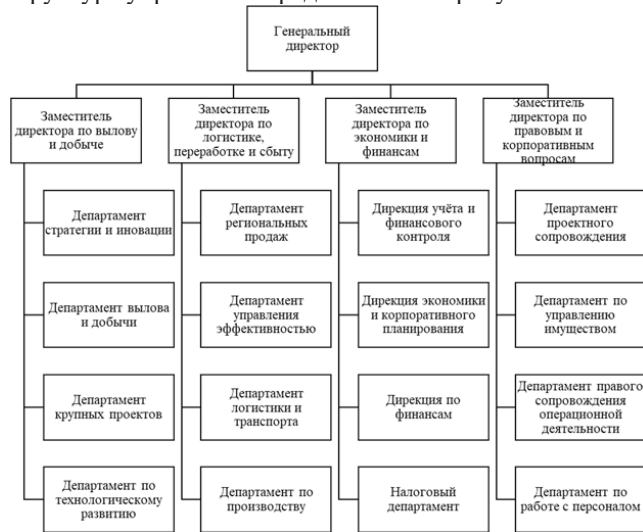 Генеральный
директор
Заместитель
директора по вылову
и добыче
Заместитель
директора по
логистике,
переработке и сбыту
Заместитель
директора по
экономики и
финансам
Заместитель
директора по
правовым и
корпоративным
вопросам
Департамент
стратегии и иновации
Департамент
региональных
продаж
Дирекция учёта и
финансового
контроля
Департамент
проектного
сопровождения
Департамент вылова
и добычи
Департамент
управления
эффективностью
Дирекция экономики
и корпоративного
планирования
Департамент по
управлению
имуществом
Департамент
крупных проектов
Департамент
логистики и
транспорта
Дирекция по
финансам
Департамент правого
сопровождения
операционной
деятельности
Департамент по
технологическому
развитию
Департамент по
производству
Налоговый
департамент
Департамент по
работе с персоналом